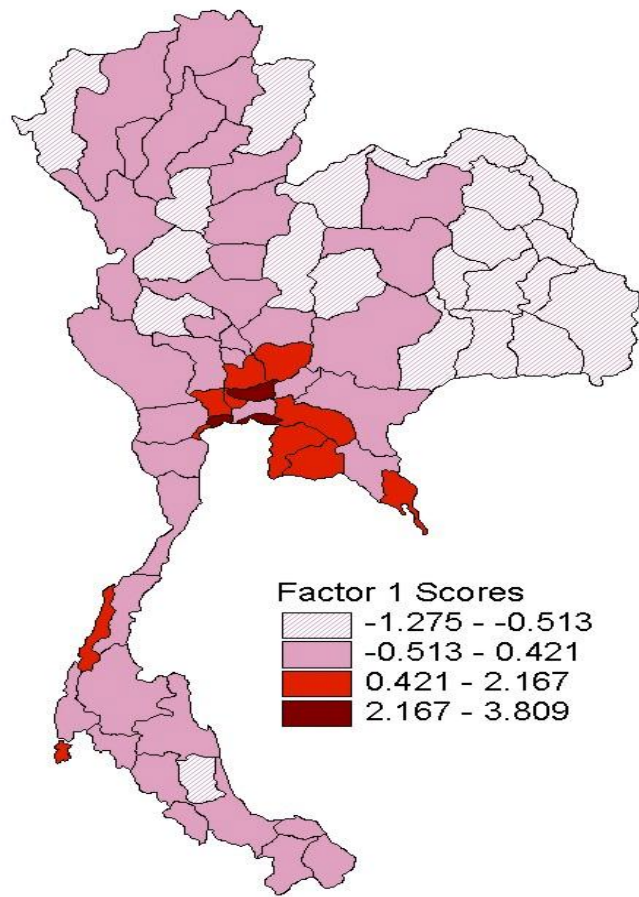 Factor 1 Scores
-1.275 - -0.513
-0.513 - 0.421
0.421 - 2.167
2.167 - 3.809